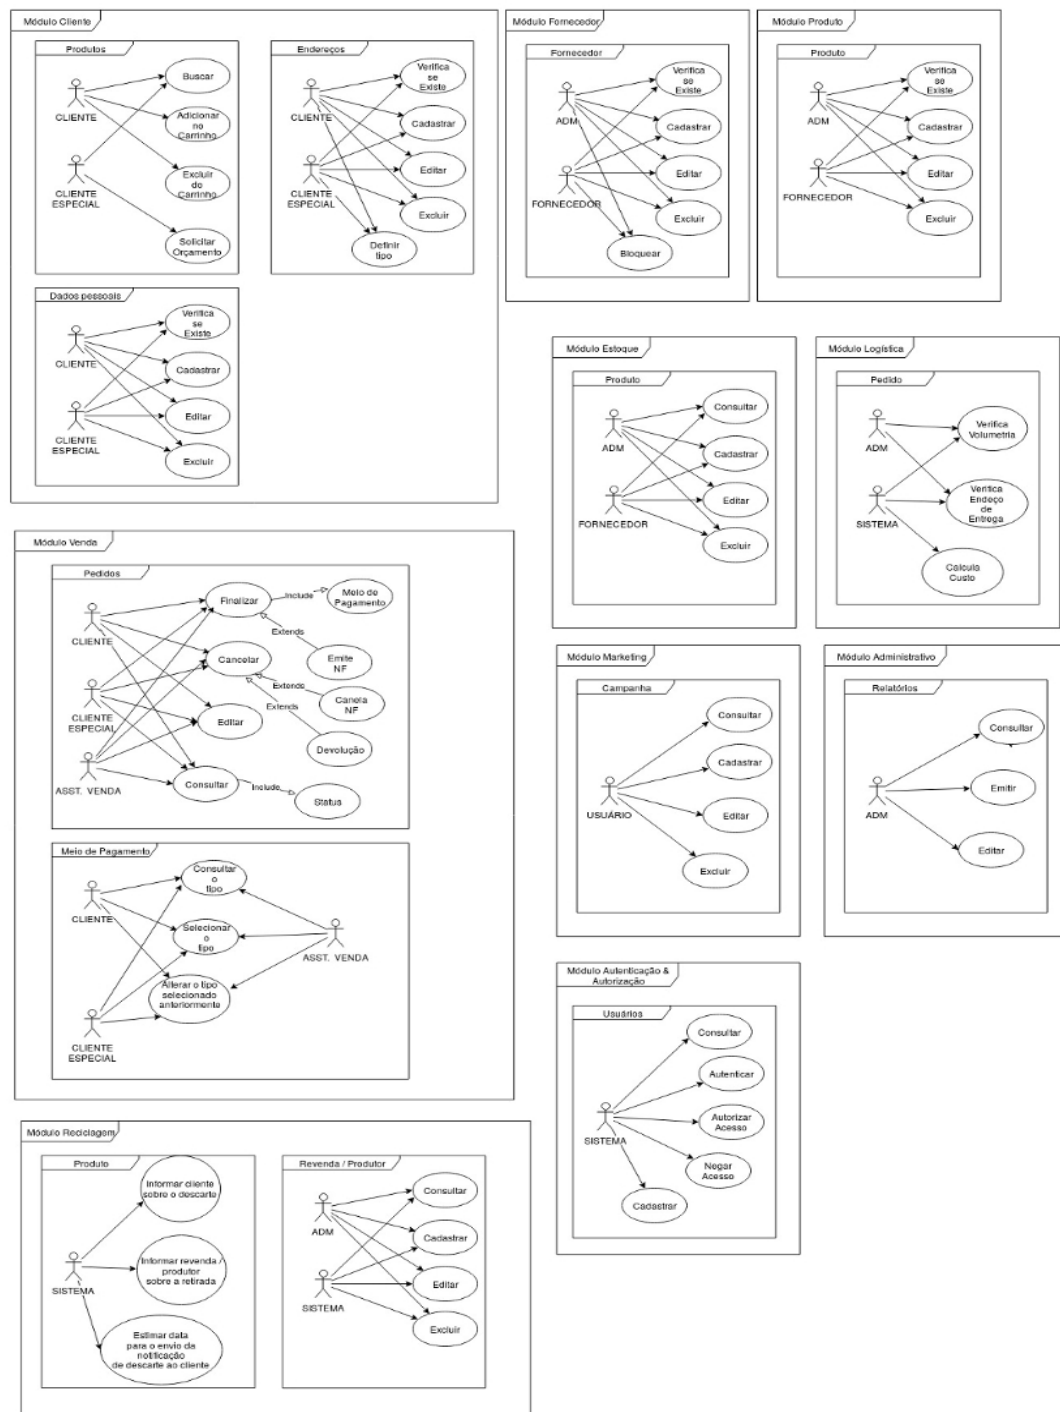 Módulo Cliente
Produtos
CLIENTE
CLIENTE
ESPECIAL
Buscar
Adicionar
no
Carrinho
Excluir
do
Carrinho
Solicitar
Orçamento
Endereços
CLIENTE
CLIENTE
ESPECIAL
Verifica
se
Existe
Cadastrar
Editar
Excluir
Definir
tipo
Dados pessoais
CLIENTE
CLIENTE
ESPECIAL
Verifica
se
Existe
Cadastrar
Editar
Excluir
Módulo Fornecedor
Fornecedor
ADM
FORNECEDOR
Verifica
se
Existe
Cadastrar
Editar
Excluir
Bloquear
Módulo Produto
Produto
ADM
FORNECEDOR
Verifica
se
Existe
Cadastrar
Editar
Excluir
Módulo Estoque
Produto
ADM
FORNECEDOR
Consultar
Cadastrar
Editar
Excluir
Módulo Logística
Pedido
ADM
SISTEMA
Verifica
Volumetria
Verifica
Endeço
de
Entrega
Calcula
Custo
Módulo Venda
Pedidos
CLIENTE
CLIENTE
ESPECIAL
ASST. VENDA
Finalizar
Include
Meio de
Pagamento
Extends
Emite
NF
Cancelar
Extends
Canela
NF
Extends
Devolução
Editar
Consultar
Include
Status
Meio de Pagamento
CLIENTE
CLIENTE
ESPECIAL
Consultar
o
tipo
Selecionar
o
tipo
Alterar o tipo
selecionado
anteriormente
ASST. VENDA
Módulo Marketing
Campanha
USUÁRIO
Consultar
Cadastrar
Editar
Excluir
Módulo Administrativo
Relatórios
ADM
Consultar
Emitir
Editar
Módulo Autenticação &
Autorização
Usuários
SISTEMA
Consultar
Autenticar
Autorizar
Acesso
Negar
Acesso
Cadastrar
Módulo Reciclagem
Produto
SISTEMA
Informar cliente
sobre o descarte
Informar revenda /
produtor
sobre a retirada
Estimar data
para o envio da
notificação
de descarte ao cliente
Revenda / Produtor
ADM
SISTEMA
Consultar
Cadastrar
Editar
Excluir